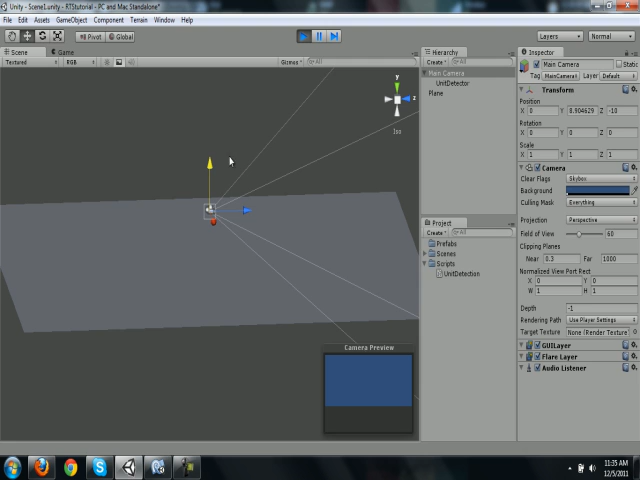 Unity - Scene1.unity - RTStutorial - PC and Mac Standalone*
File Edit Assets GameObject Component Terrain Window Help
Pivot Global
Layers Normal
Scene Game
Textured RGB Gizmos All
y
z
Iso
Camera Preview
Hierarchy
Create All
Main Camera
UnitDetector
Plane
Project
Create All
Prefabs
Scenes
Scripts
UnitDetection
Inspector
Main Camera Static
Tag MainCamera Layer Default
Transform
Position
X 0 Y 8.904629 Z -10
Rotation
X 0 Y 0 Z 0
Scale
X 1 Y 1 Z 1
Camera
Clear Flags Skybox
Background
Culling Mask Everything
Projection Perspective
Field of View 60
Clipping Planes
Near 0.3 Far 1000
Normalized View Port Rect
X 0 Y 0
W 1 H 1
Depth -1
Rendering Path Use Player Settings
Target Texture None (Render Texture
GUILayer
Flare Layer
Audio Listener
11:35 AM
12/5/2011